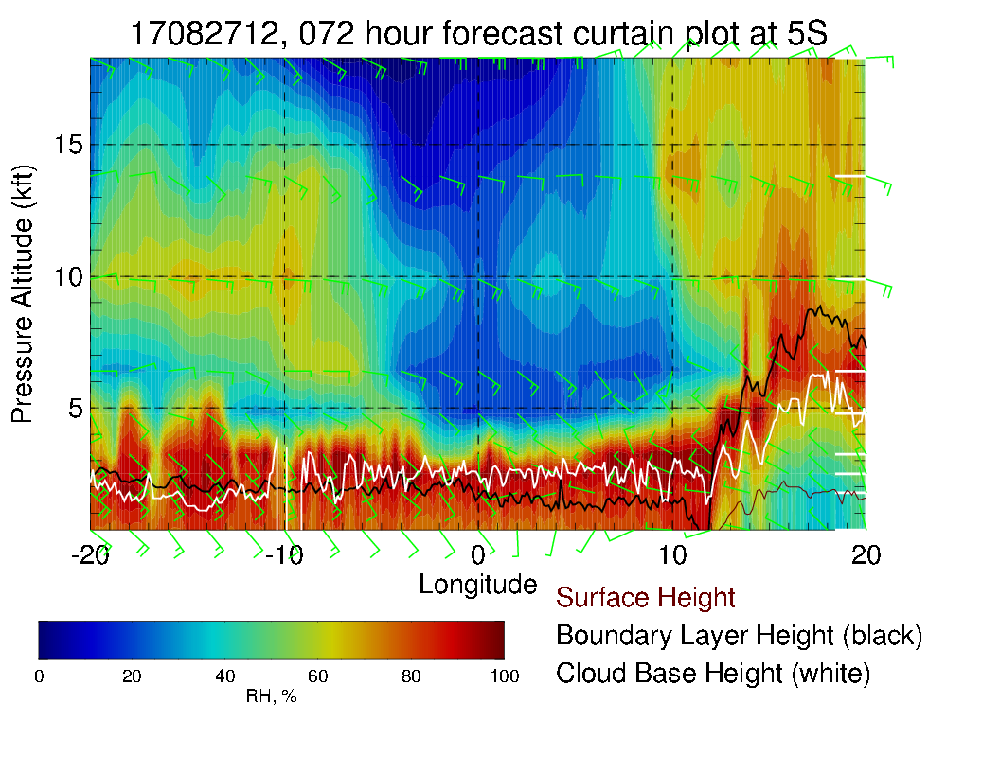 17082712, 072 hour forecast curtain plot at 5S
Pressure Altitude (kft)
15
10
5
-20 -10 0 10 20
Longitude
Surface Height
Boundary Layer Height (black)
Cloud Base Height (white)
0 20 40 60 80 100
RH, %